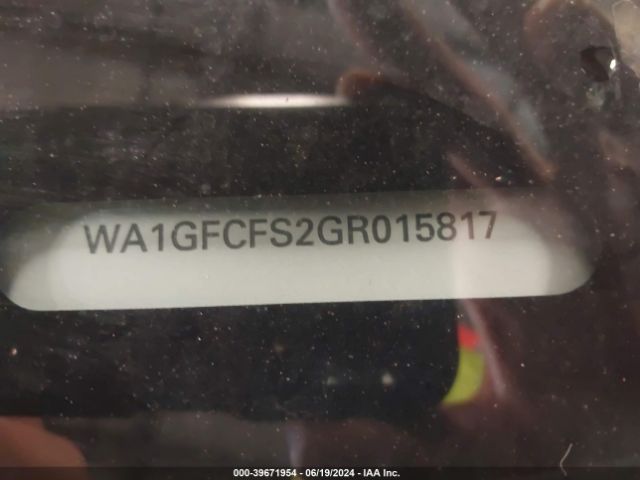 WA1GFCFS2GR015817
000-39671954 - 06/19/2024 - IAA Inc.